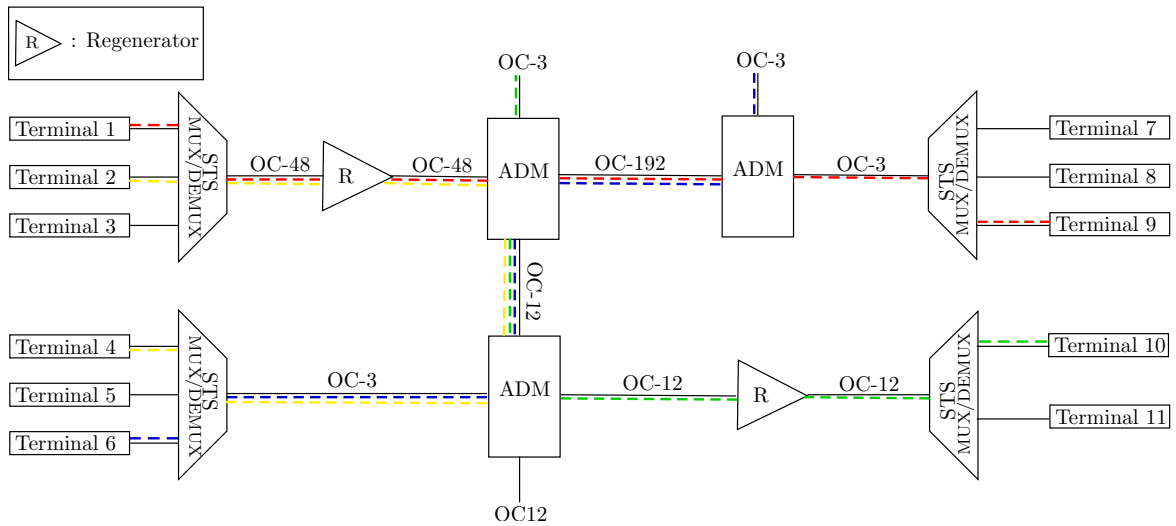 R : Regenerator
OC-3
OC-3
Terminal 1
Terminal 2
Terminal 3
STS
MUX/DEMUX
OC-48
R
OC-48
ADM
OC-192
ADM
OC-3
STS
MUX/DEMUX
Terminal 7
Terminal 8
Terminal 9
OC-12
Terminal 4
Terminal 5
Terminal 6
STS
MUX/DEMUX
OC-3
ADM
OC-12
R
OC-12
STS
MUX/DEMUX
Terminal 10
Terminal 11
OC12